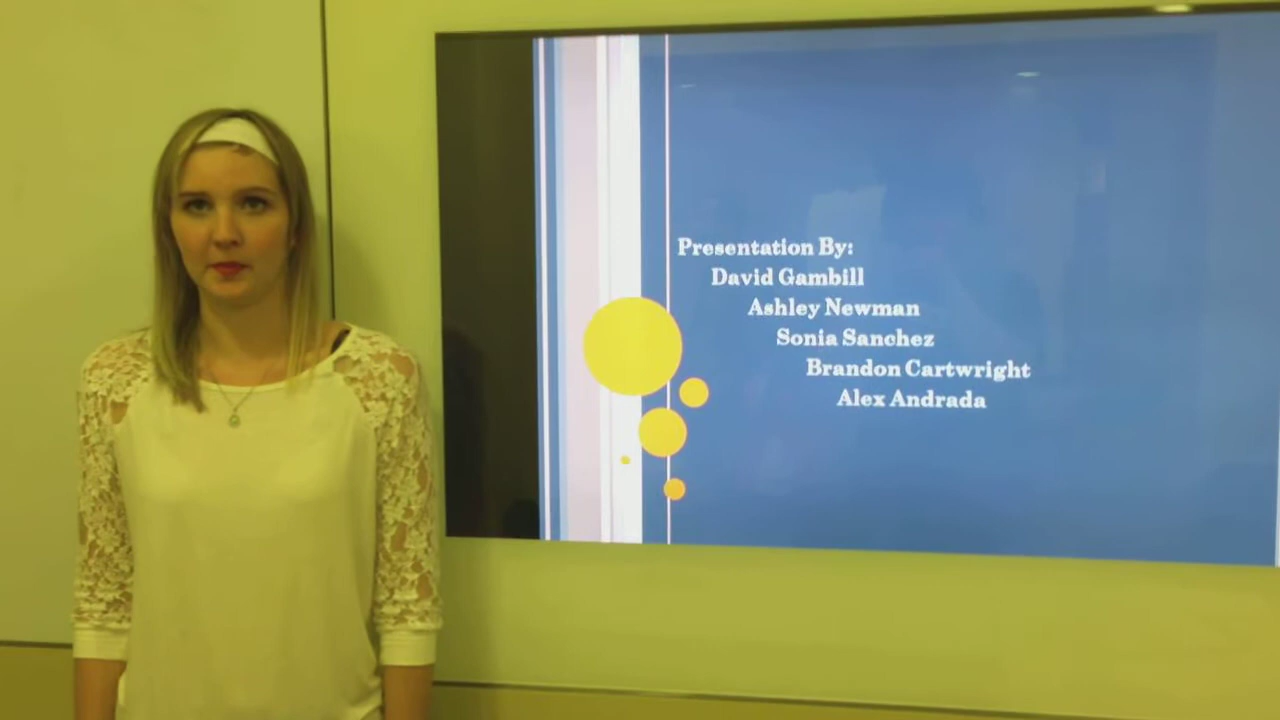 Presentation By:
David Gambill
Ashley Newman
Sonia Sanchez
Brandon Cartwright
Alex Andrada